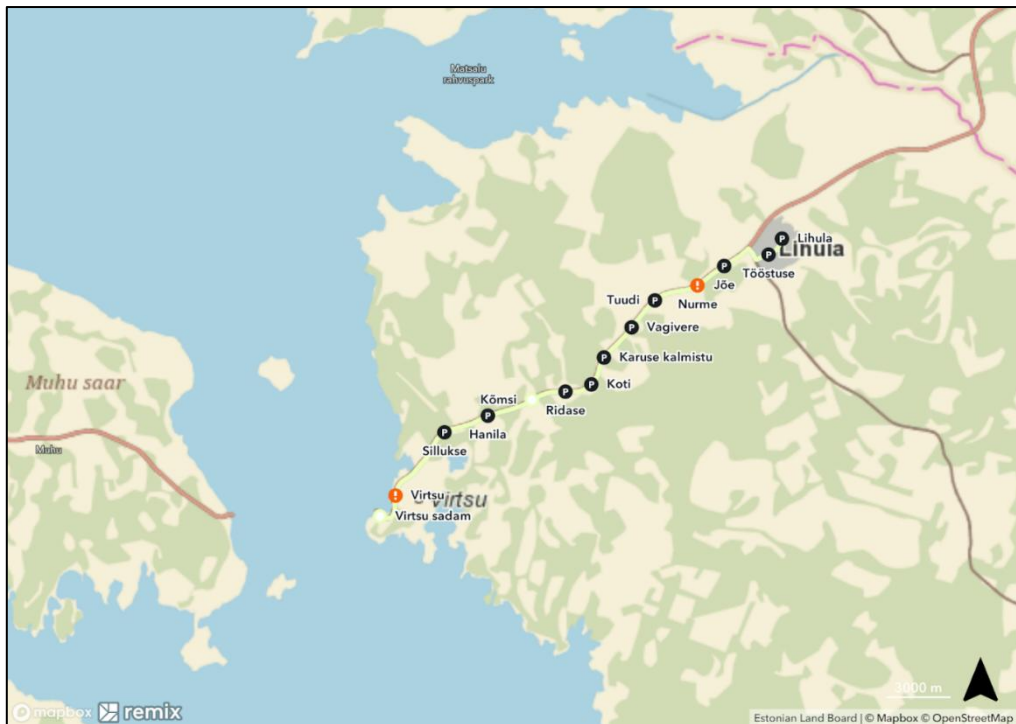 Matsalu
rahvuspark
Lihula
Lihula
Tööstuse
Jõe
Nurme
Tuudi
Vagivere
Karuse kalmistu
Koti
Ridase
Kõmsi
Hanila
Sillukse
Muhu saar
Muhu
Virtsu
Virtsu
Virtsu sadam
3000 m
mapbox remix
Estonian Land Board | © Mapbox © OpenStreetMap